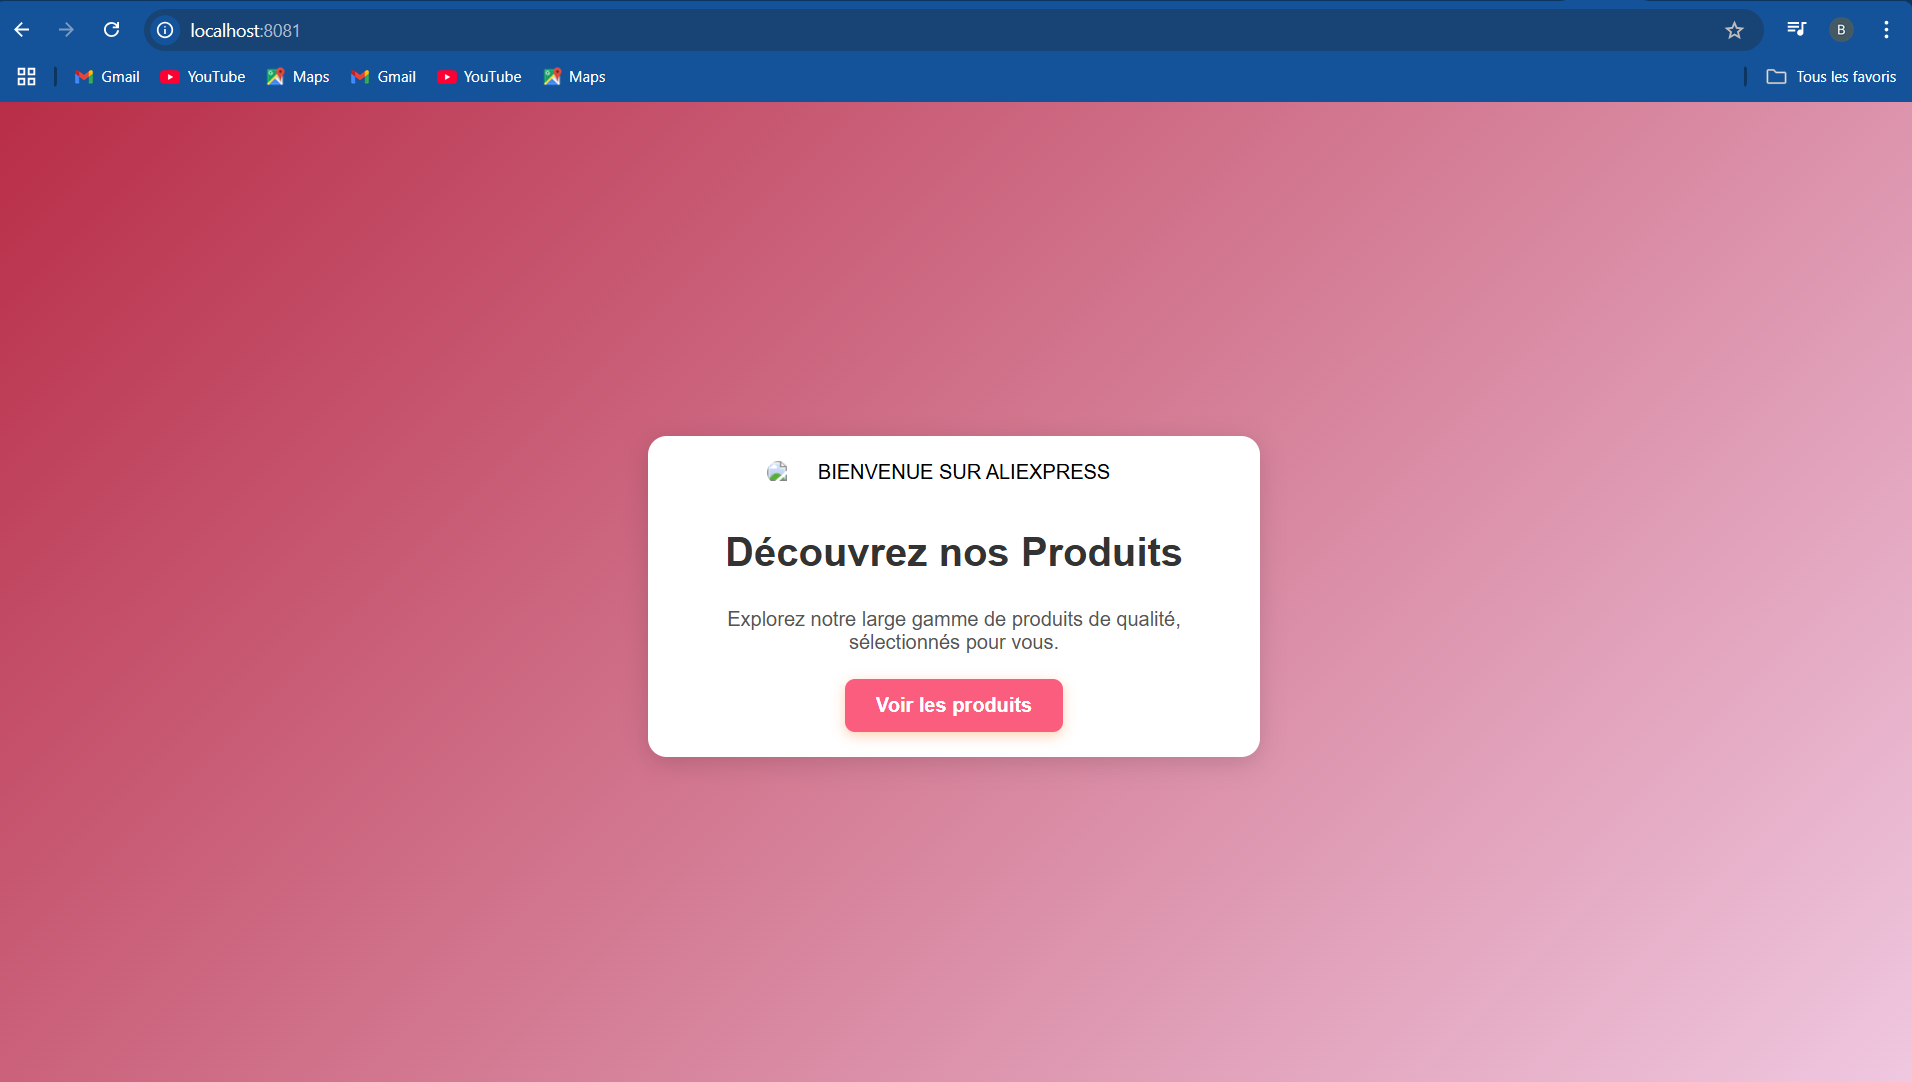 localhost:8081
B
Gmail YouTube Maps Gmail YouTube Maps Tous les favoris
BIENVENUE SUR ALIEXPRESS
Découvrez nos Produits
Explorez notre large gamme de produits de qualité,
sélectionnés pour vous.
Voir les produits